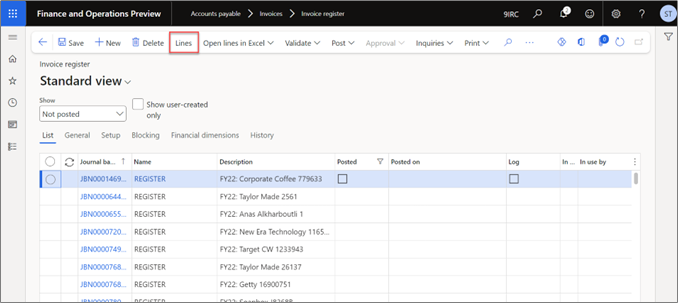 Finance and Operations Preview
Accounts payable > Invoices > Invoice register
9IRC
1
?
ST
Save
New
Delete
Lines
Open lines in Excel
Validate
Post
Approval
Inquiries
Print
0
Invoice register
Standard view
Show
Not posted
Show user-created only
List General Setup Blocking Financial dimensions History
Journal ba... Name Description Posted Posted on Log In ... In use by
JBN0001469... REGISTER FY22: Corporate Coffee 779633
JBN0000644... REGISTER FY22: Taylor Made 2561
JBN0000655... REGISTER FY22: Anas Alkharboutli 1
JBN0000720... REGISTER FY22: New Era Technology 1165...
JBN0000749... REGISTER FY22: Target CW 1233943
JBN0000768... REGISTER FY22: Taylor Made 26137
JBN0000768... REGISTER FY22: Getty 16900751